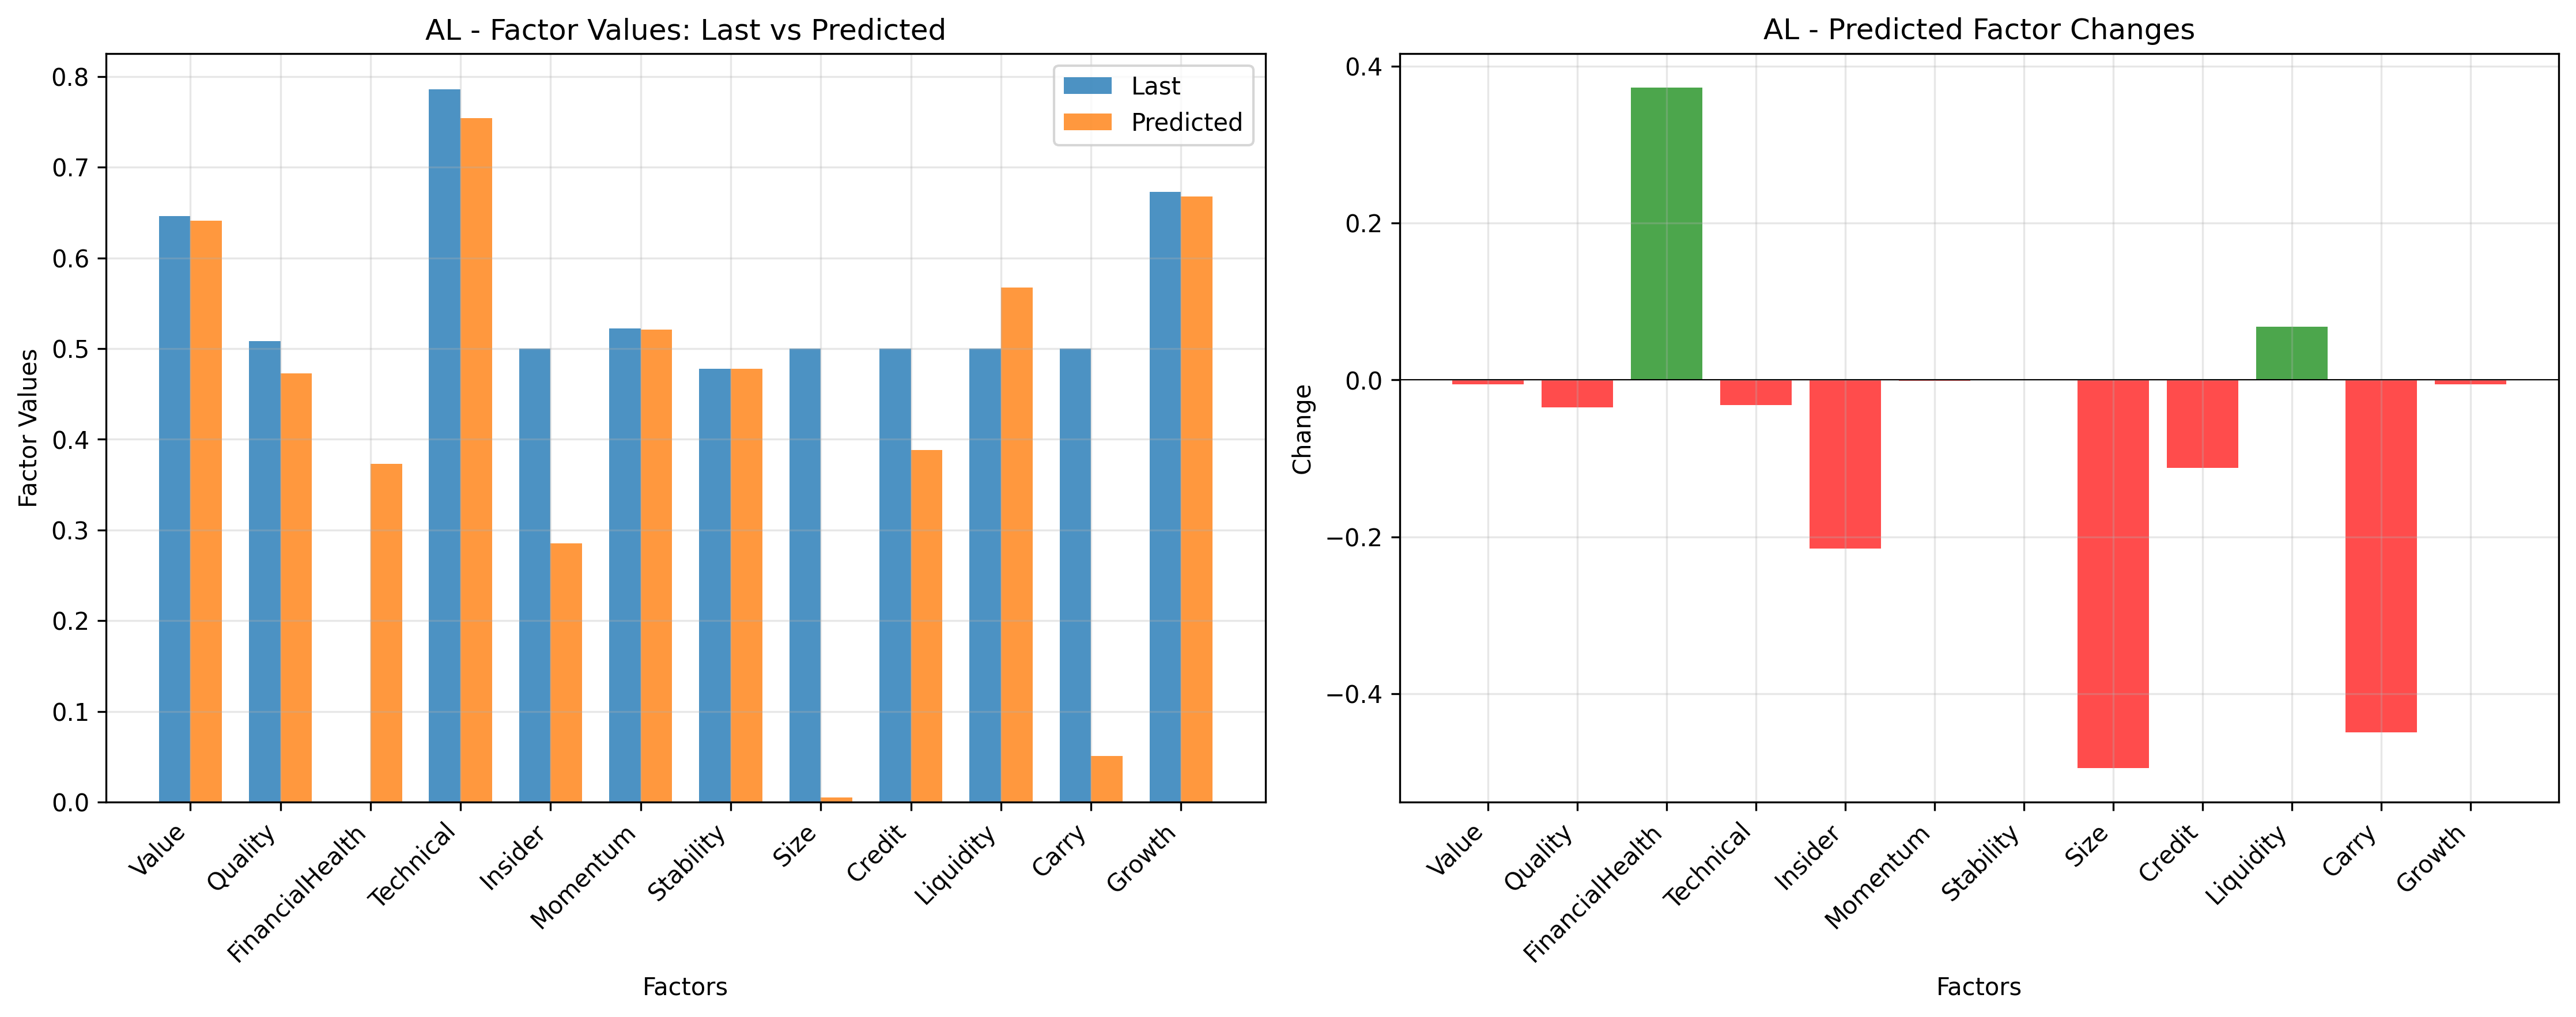 AL - Factor Values: Last vs Predicted
Factor Values
0.8
0.7
0.6
0.5
0.4
0.3
0.2
0.1
0.0
Last
Predicted
Value
Quality
FinancialHealth
Technical
Insider
Momentum
Stability
Size
Credit
Liquidity
Carry
Growth
Factors
AL - Predicted Factor Changes
Change
0.4
0.2
0.0
−0.2
−0.4
Value
Quality
FinancialHealth
Technical
Insider
Momentum
Stability
Size
Credit
Liquidity
Carry
Growth
Factors